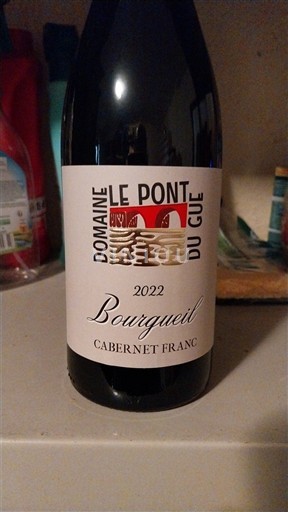 DOMAINE
LE PONT
DU GUE
2022
Bourgueil
CABERNET FRANC